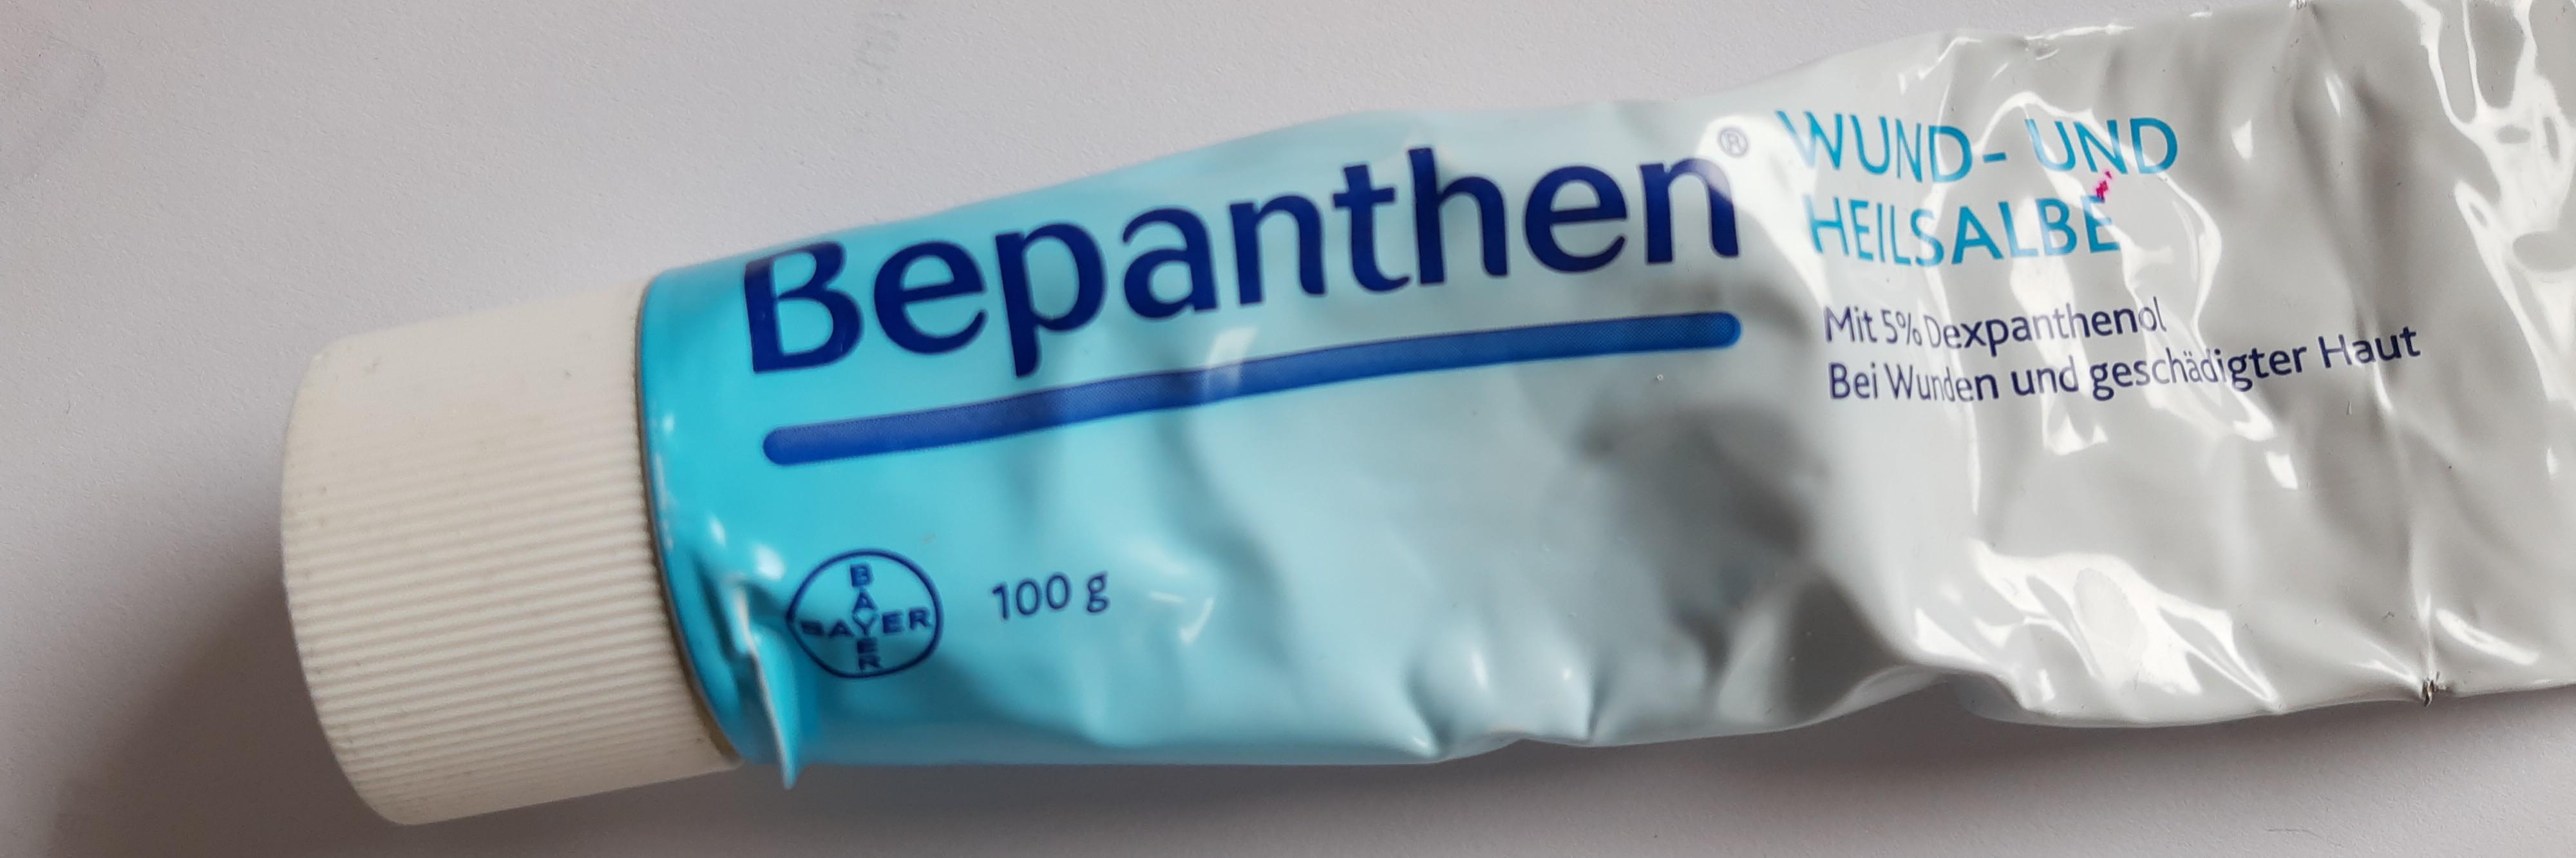 Bepanthen®
WUND- UND
HEILSALBE
Mit 5% Dexpanthenol
Bei Wunden und geschädigter Haut
BAYER
BAYER
100 g